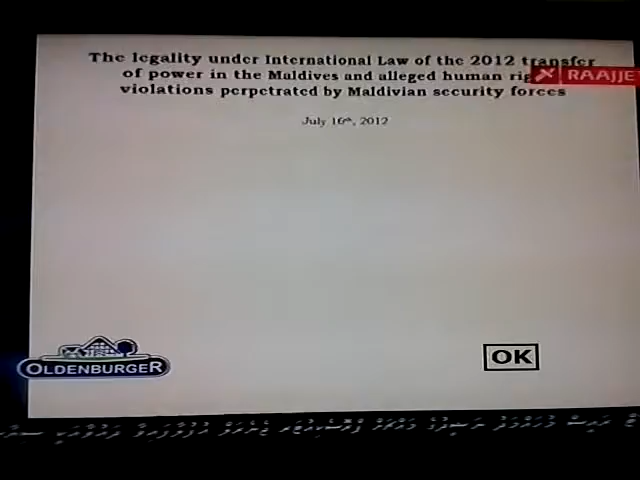 The legality under International Law of the 2012 transfer
of power in the Maldives and alleged human rig
RAAJJE
violations perpetrated by Maldivian security forces
July 16th, 2012
OLDENBURGER
OK
ރައީސް މުޙައްމަދު ނަޝީދުގެ މައްޗަށް ޕްރޮސެކިއުޓަރ ޖެނެރަލް އުފުލާފައިވާ ދައުވާއަކީ